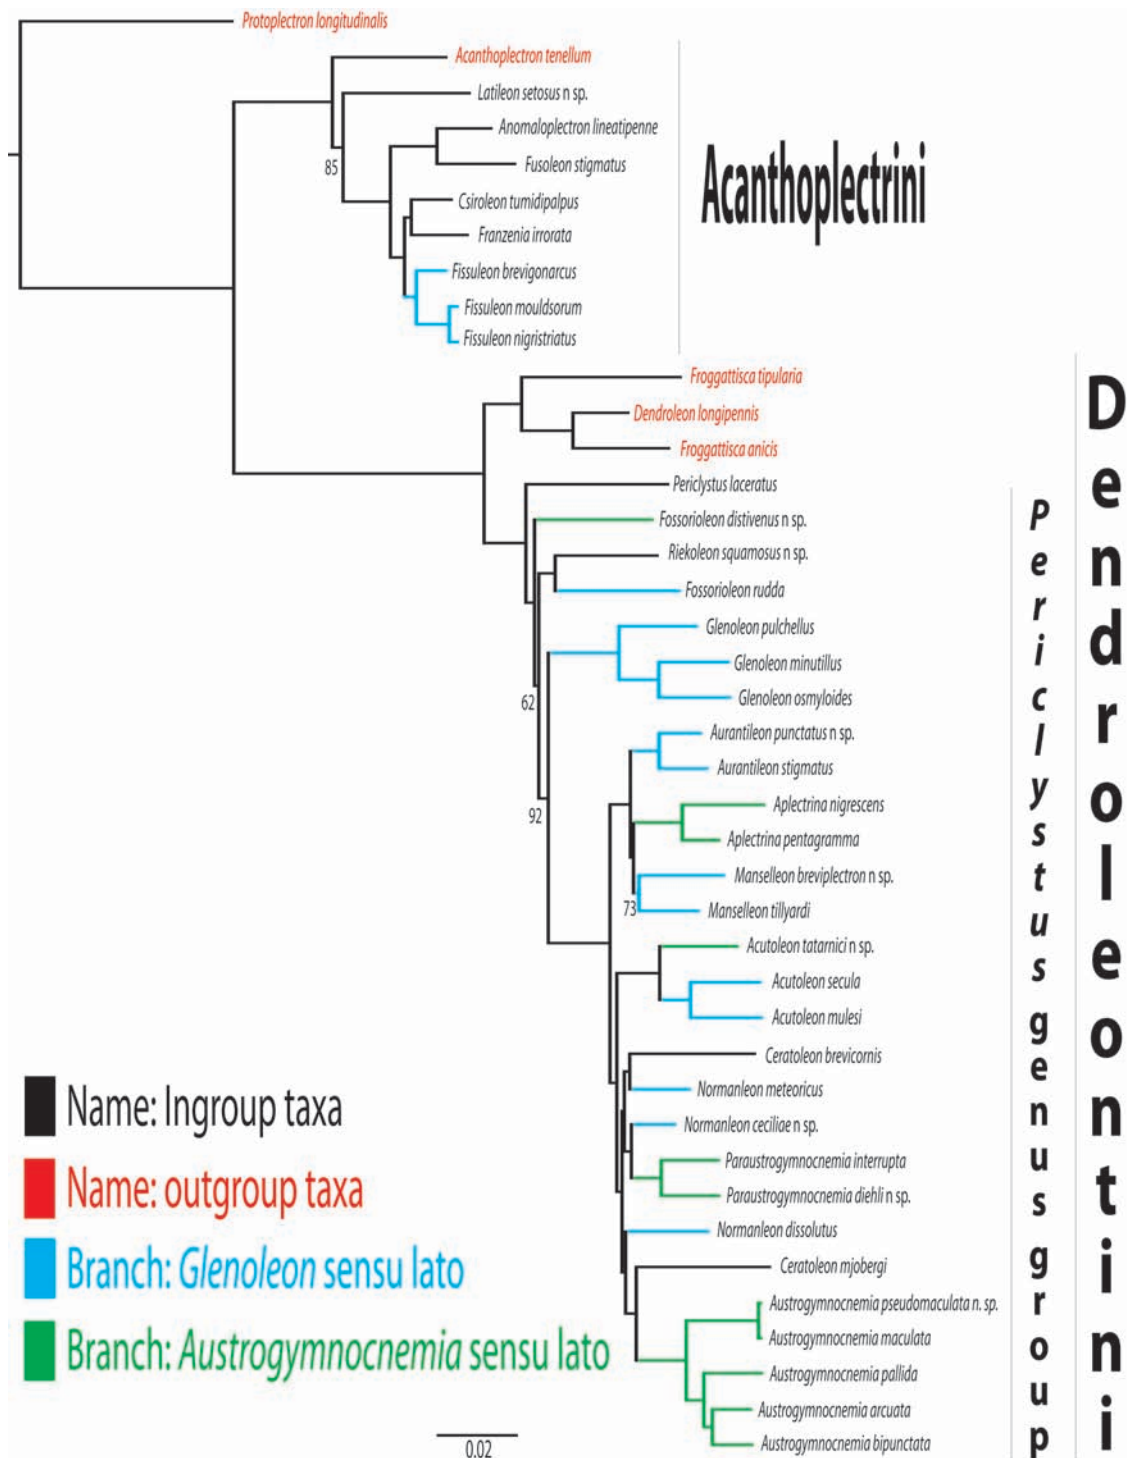 Protoplectron longitudinalis
Acanthoplectron tenellum
Latileon setosus n sp.
Anomaloplectron lineatipenne
85
Fusoleon stigmatus
Acanthoplectrini
Csiroleon tumidipalpus
Franzenia irrorata
Fissuleon brevigonarcus
Fissuleon mouldsorum
Fissuleon nigristriatus
Froggattisca tipularia
Dendroleon longipennis
Froggattisca anicis
Periclystus laceratus
Fossorioleon distivenus n sp.
Riekoleon squamosus n sp.
Fossorioleon rudda
Glenoleon pulchellus
Glenoleon minutillus
62
Glenoleon osmyloides
Aurantileon punctatus n sp.
Aurantileon stigmatus
Aplectrina nigrescens
92
Aplectrina pentagramma
Manselleon breviplectron n sp.
73
Manselleon tillyardi
Acutoleon tatarnici n sp.
Acutoleon secula
Acutoleon mulesi
Ceratoleon brevicornis
Normanleon meteoricus
Normanleon ceciliae n sp.
Paraustrogymnocnemia interrupta
Paraustrogymnocnemia diehli n sp.
Normanleon dissolutus
Ceratoleon mjobergi
Austrogymnocnemia pseudomaculata n. sp.
Austrogymnocnemia maculata
Austrogymnocnemia pallida
Austrogymnocnemia arcuata
Austrogymnocnemia bipunctata
Periclystus genus group
Dendroleontini
Name: Ingroup taxa
Name: outgroup taxa
Branch: Glenoleon sensu lato
Branch: Austrogymnocnemia sensu lato
0.02